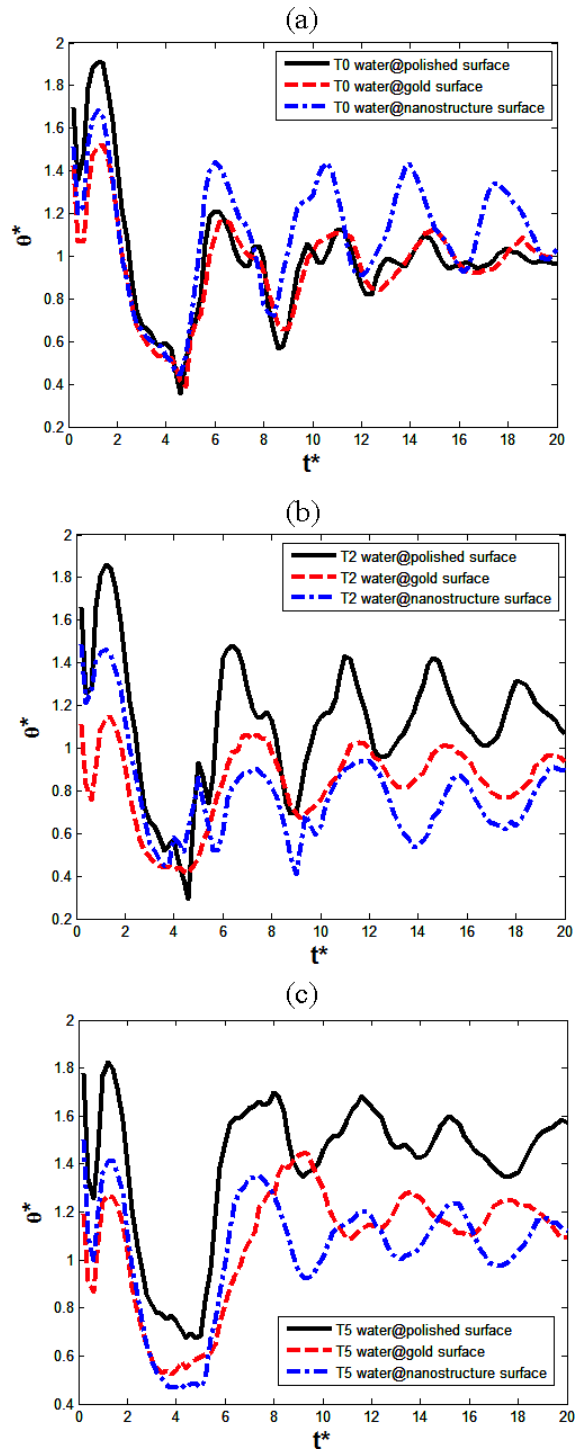 (a)
2
1.8
1.6
1.4
1.2
1
0.8
0.6
0.4
0.2
θ*
T0 water@polished surface
T0 water@gold surface
T0 water@nanostructure surface
0 2 4 6 8 10 12 14 16 18 20
t*
(b)
2
1.8
1.6
1.4
1.2
1
0.8
0.6
0.4
0.2
θ*
T2 water@polished surface
T2 water@gold surface
T2 water@nanostructure surface
0 2 4 6 8 10 12 14 16 18 20
t*
(c)
2
1.8
1.6
1.4
1.2
1
0.8
0.6
0.4
θ*
T5 water@polished surface
T5 water@gold surface
T5 water@nanostructure surface
0 2 4 6 8 10 12 14 16 18 20
t*